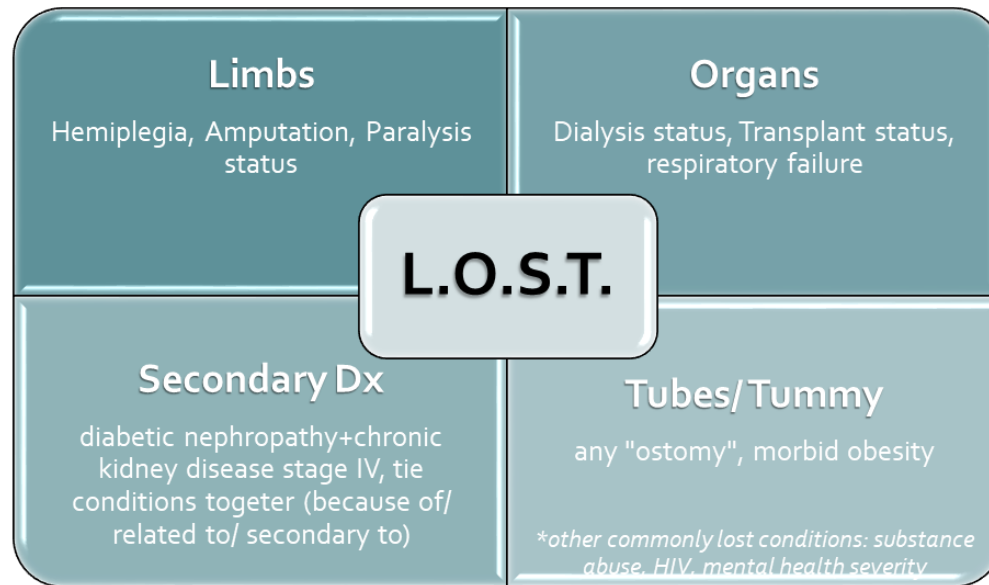 Limbs
Hemiplegia, Amputation, Paralysis
status
Organs
Dialysis status, Transplant status,
respiratory failure
L.O.S.T.
Secondary Dx
diabetic nephropathy+chronic
kidney disease stage IV, tie
conditions togeter (because of/
related to/ secondary to)
Tubes/ Tummy
any "ostomy", morbid obesity
*other commonly lost conditions: substance
abuse, HIV, mental health severity